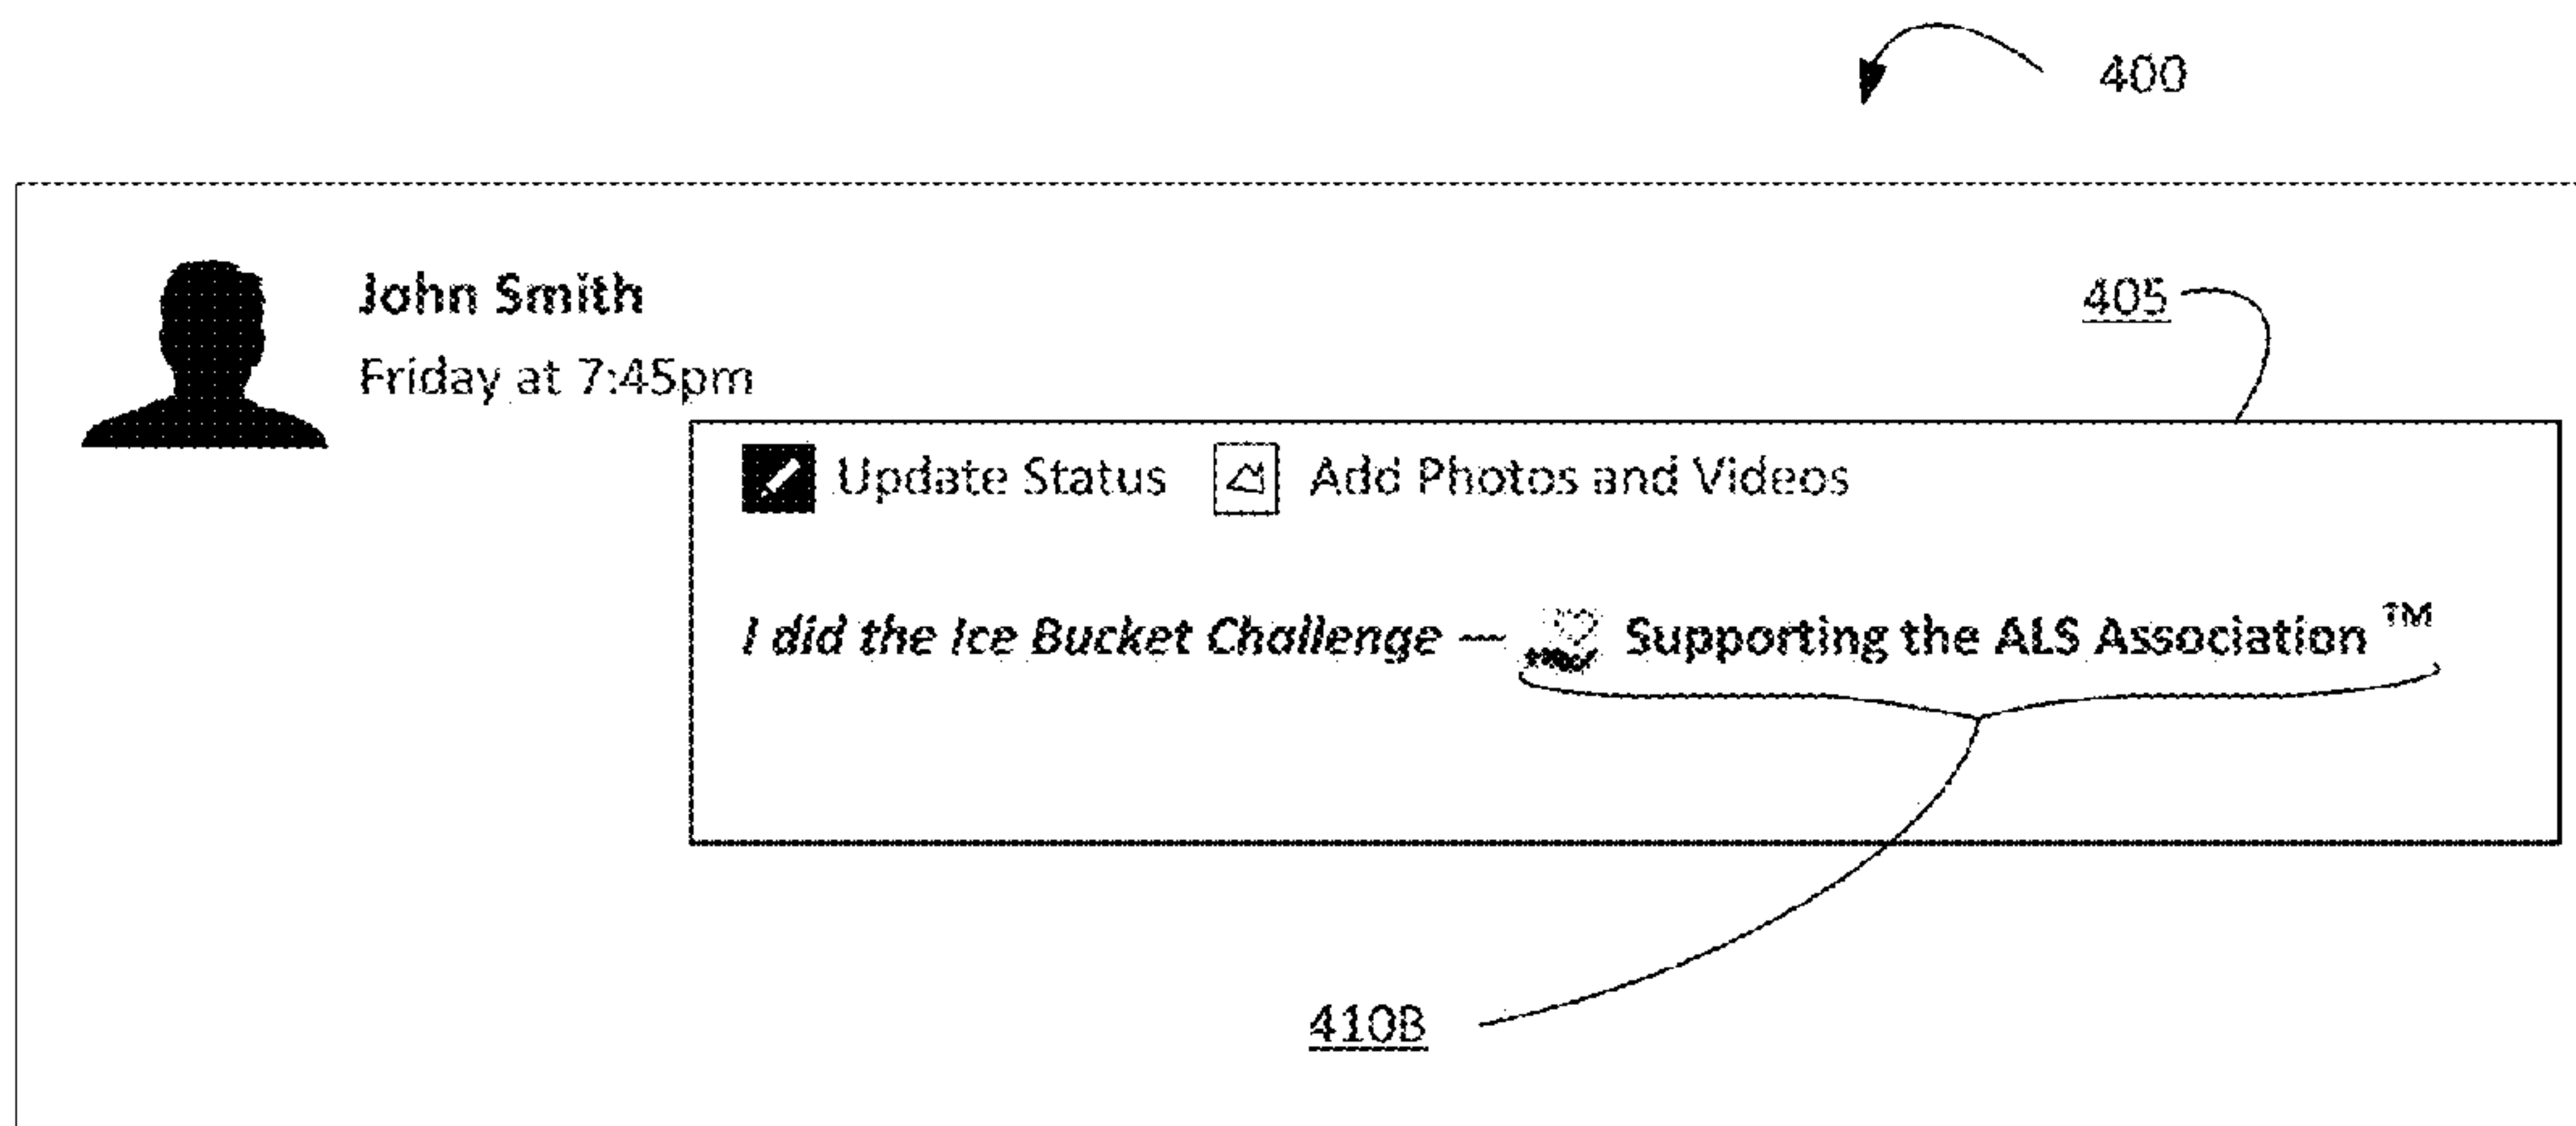 400
John Smith
405
Friday at 7:45pm
Update Status Add Photos and Videos
I did the Ice Bucket Challenge — Supporting the ALS Association ™
410B